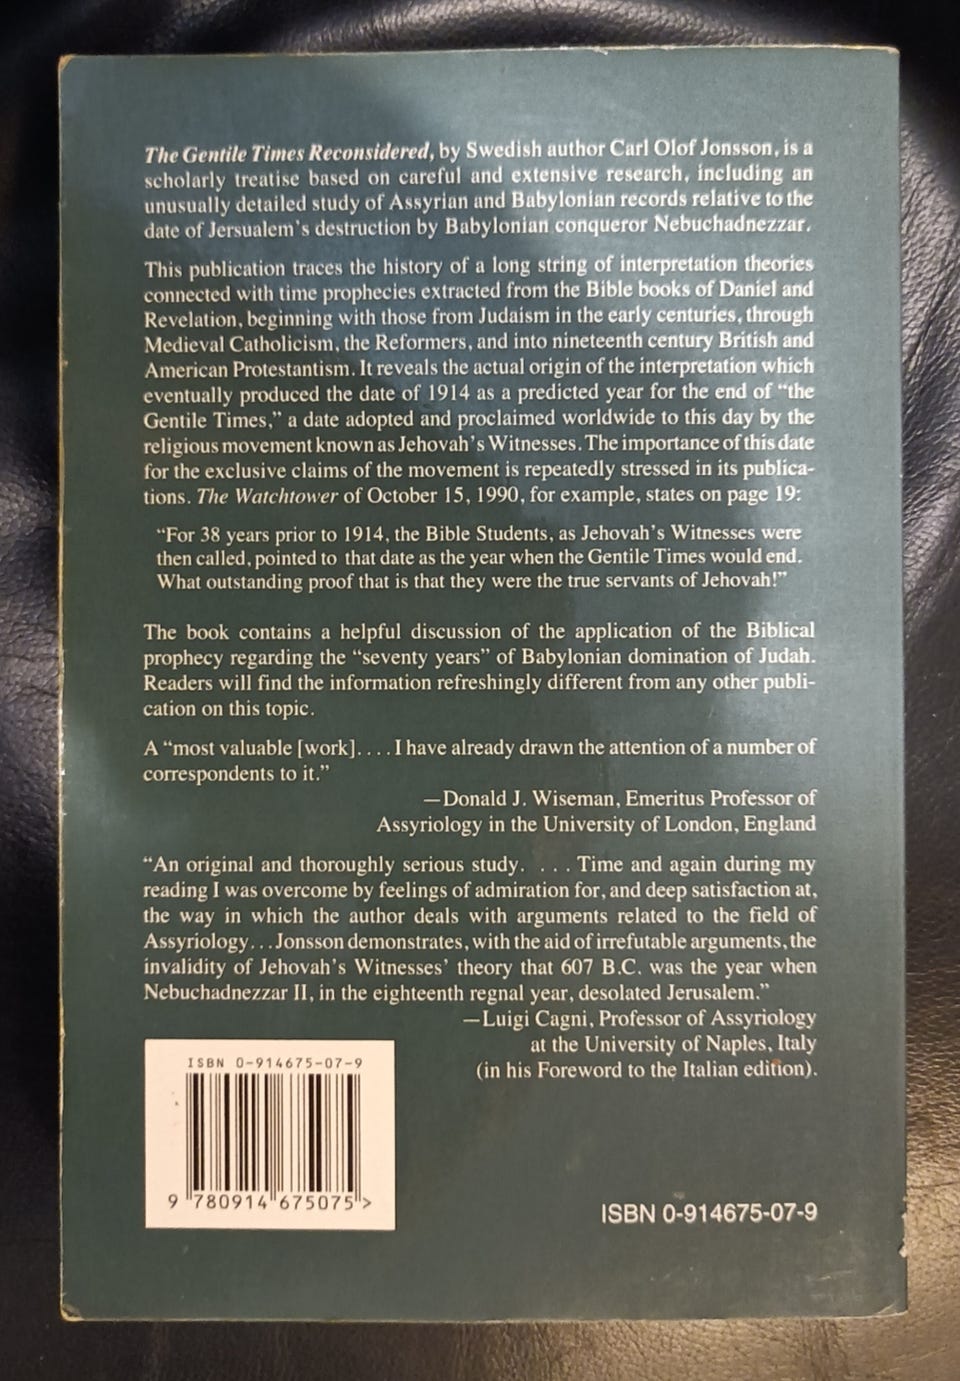 The Gentile Times Reconsidered, by Swedish author Carl Olof Jonsson, is a
scholarly treatise based on careful and extensive research, including an
unusually detailed study of Assyrian and Babylonian records relative to the
date of Jersualem's destruction by Babylonian conqueror Nebuchadnezzar.
This publication traces the history of a long string of interpretation theories
connected with time prophecies extracted from the Bible books of Daniel and
Revelation, beginning with those from Judaism in the early centuries, through
Medieval Catholicism, the Reformers, and into nineteenth century British and
American Protestantism. It reveals the actual origin of the interpretation which
eventually produced the date of 1914 as a predicted year for the end of “the
Gentile Times,” a date adopted and proclaimed worldwide to this day by the
religious movement known as Jehovah's Witnesses. The importance of this date
for the exclusive claims of the movement is repeatedly stressed in its publica-
tions. The Watchtower of October 15, 1990, for example, states on page 19:
“For 38 years prior to 1914, the Bible Students, as Jehovah's Witnesses were
then called, pointed to that date as the year when the Gentile Times would end.
What outstanding proof that is that they were the true servants of Jehovah!”
The book contains a helpful discussion of the application of the Biblical
prophecy regarding the “seventy years” of Babylonian domination of Judah.
Readers will find the information refreshingly different from any other publi-
cation on this topic.
A “most valuable [work]. . . . I have already drawn the attention of a number of
correspondents to it.”
—Donald J. Wiseman, Emeritus Professor of
Assyriology in the University of London, England
“An original and thoroughly serious study. . . . Time and again during my
reading I was overcome by feelings of admiration for, and deep satisfaction at,
the way in which the author deals with arguments related to the field of
Assyriology. . . Jonsson demonstrates, with the aid of irrefutable arguments, the
invalidity of Jehovah's Witnesses' theory that 607 B.C. was the year when
Nebuchadnezzar II, in the eighteenth regnal year, desolated Jerusalem.”
—Luigi Cagni, Professor of Assyriology
at the University of Naples, Italy
(in his Foreword to the Italian edition).
ISBN 0-914675-07-9
9 780914 675075 >
ISBN 0-914675-07-9